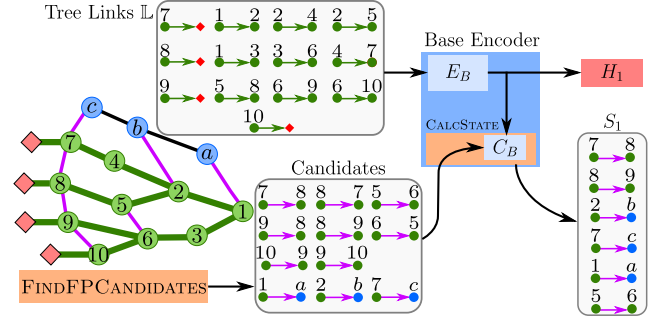 Tree Links 𝕃
7 1 2 2 4 2 5
8 1 3 3 6 4 7
9 5 8 6 9 6 10
10
Base Encoder
E_B
H_1
CALCSTATE
C_B
S_1
7 8
8 9
2 b
7 c
1 a
5 6
c
b
a
7
4
8
5
2
1
9
6
3
10
Candidates
7 8 8 7 5 6
9 8 8 9 6 5
10 9 9 10
1 a 2 b 7 c
FINDFPCANDIDATES